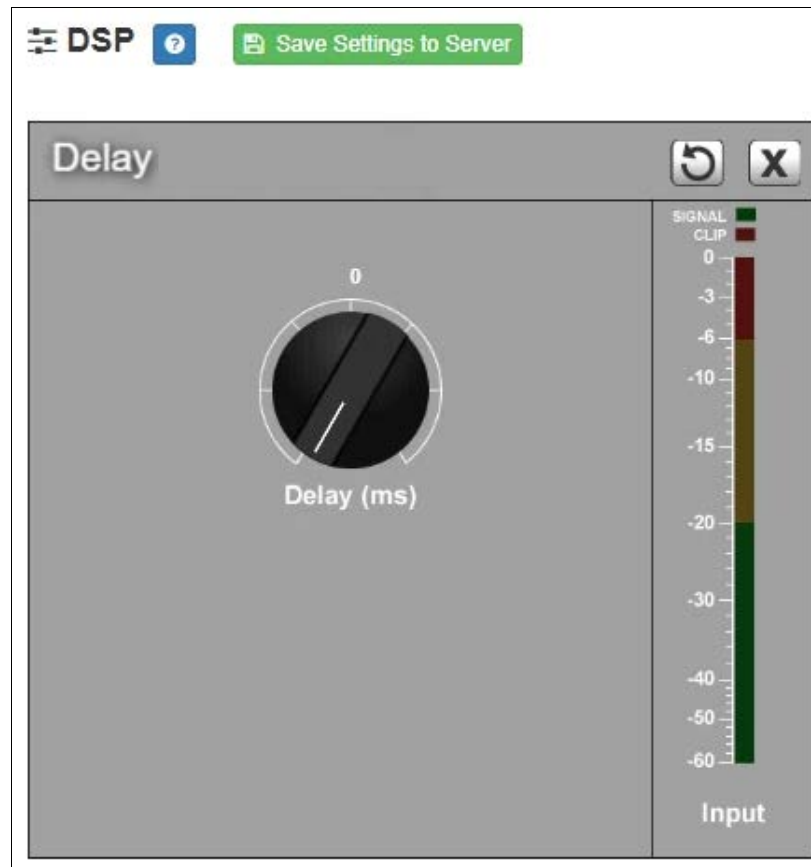 DSP ? Save Settings to Server
Delay X
SIGNAL
CLIP
0
-3
-6
-10
-15
-20
-30
-40
-50
-60
Input
0
Delay (ms)